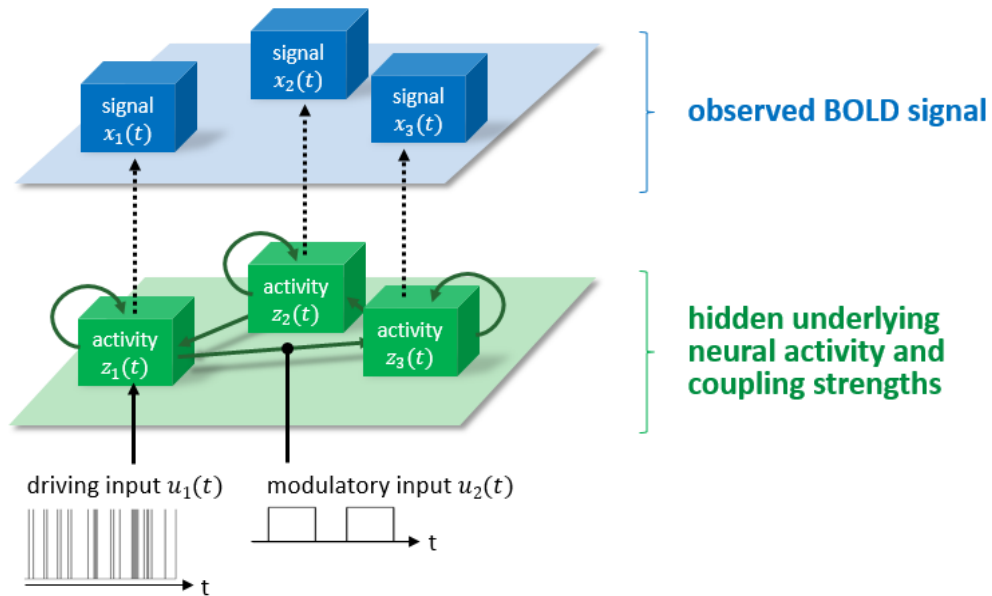 signal
x₁(t)
signal
x₂(t)
signal
x₃(t)
observed BOLD signal
activity
z₁(t)
activity
z₂(t)
activity
z₃(t)
hidden underlying
neural activity and
coupling strengths
driving input u₁(t)
t
modulatory input u₂(t)
t